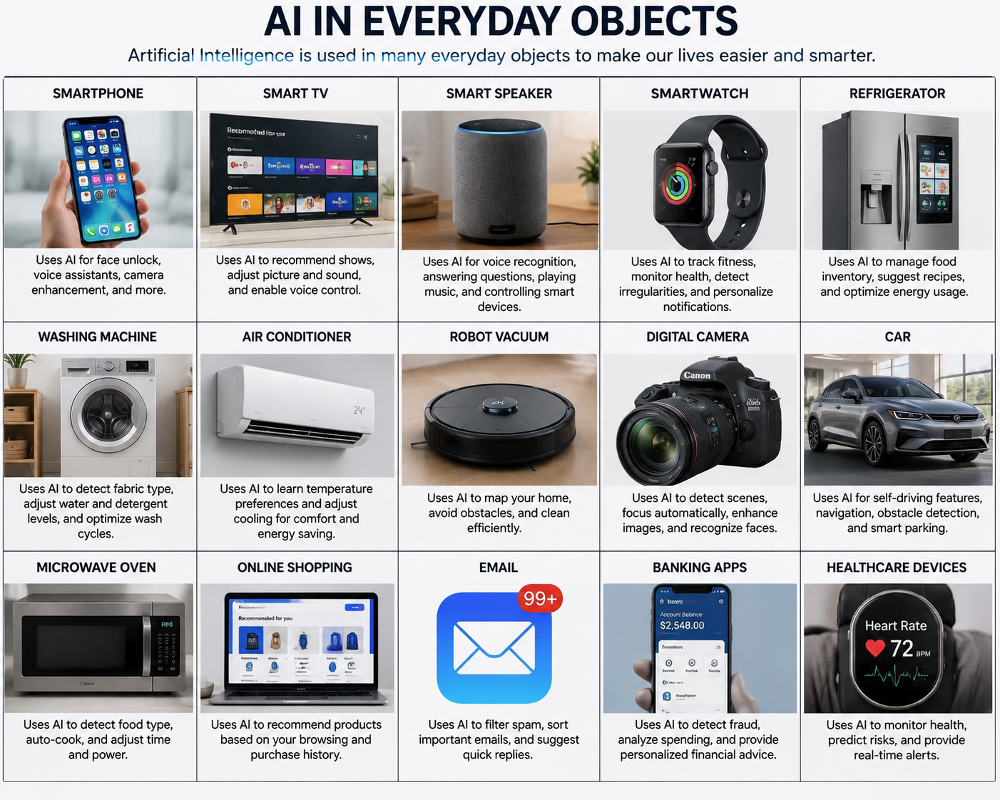 AI IN EVERYDAY OBJECTS
Artificial Intelligence is used in many everyday objects to make our lives easier and smarter.
SMARTPHONE
Uses AI for face unlock,
voice assistants, camera
enhancement, and more.
SMART TV
Uses AI to recommend shows,
adjust picture and sound,
and enable voice control.
SMART SPEAKER
Uses AI for voice recognition,
answering questions, playing
music, and controlling smart
devices.
SMARTWATCH
Uses AI to track fitness,
monitor health, detect
irregularities, and personalize
notifications.
REFRIGERATOR
Uses AI to manage food
inventory, suggest recipes,
and optimize energy usage.
WASHING MACHINE
Uses AI to detect fabric type,
adjust water and detergent
levels, and optimize wash
cycles.
AIR CONDITIONER
24°
Uses AI to learn temperature
preferences and adjust
cooling for comfort and
energy saving.
ROBOT VACUUM
Uses AI to map your home,
avoid obstacles, and clean
efficiently.
DIGITAL CAMERA
Canon
Uses AI to detect scenes,
focus automatically, enhance
images, and recognize faces.
CAR
Uses AI for self-driving features,
navigation, obstacle detection,
and smart parking.
MICROWAVE OVEN
Uses AI to detect food type,
auto-cook, and adjust time
and power.
ONLINE SHOPPING
Recommended for you
Uses AI to recommend products
based on your browsing and
purchase history.
EMAIL
99+
Uses AI to filter spam, sort
important emails, and suggest
quick replies.
BANKING APPS
Account Balance
$2,548.00
Uses AI to detect fraud,
analyze spending, and provide
personalized financial advice.
HEALTHCARE DEVICES
Heart Rate
72 BPM
Uses AI to monitor health,
predict risks, and provide
real-time alerts.